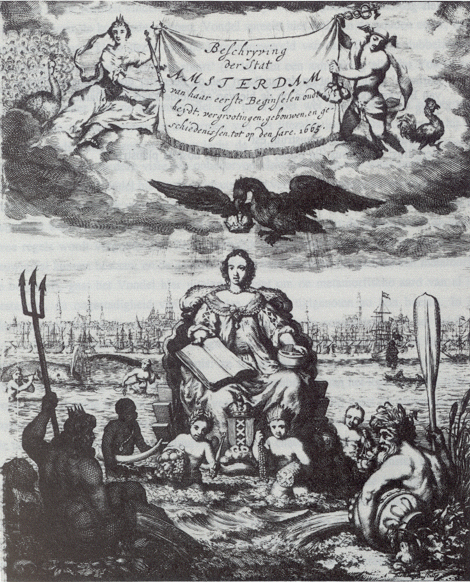 Beschryving
der Stat
AMSTERDAM
van haar eerste Beginselen oudt-
heydt, vergrootingen, gebouwen, en ge-
schiedenissen tot op den Jare. 1665